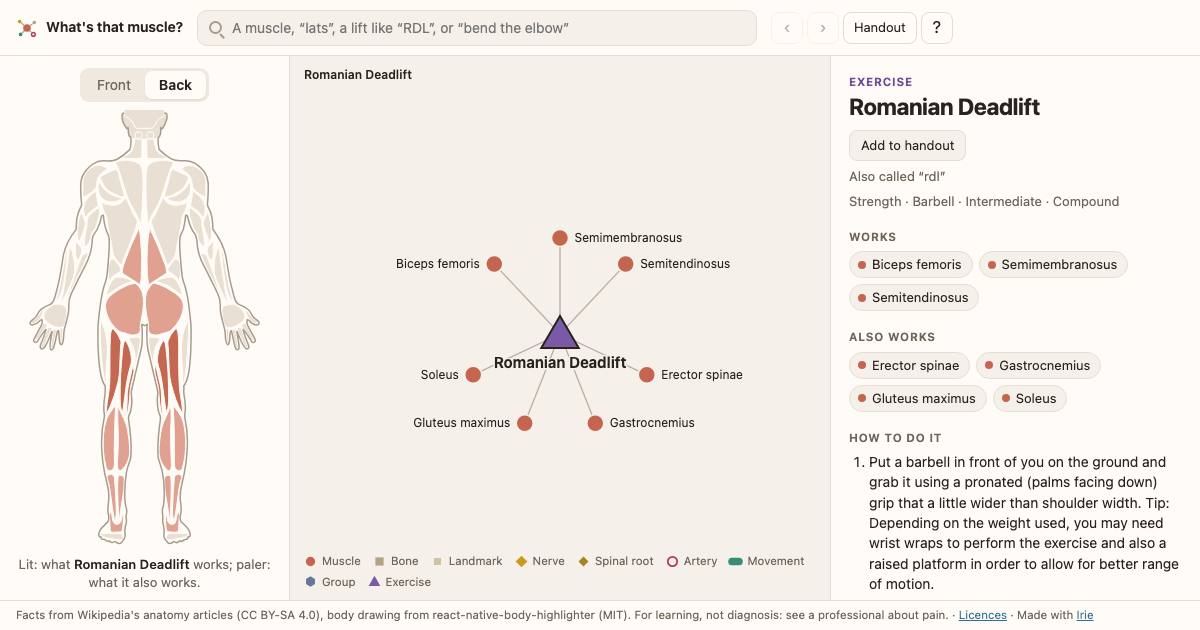 What's that muscle?
A muscle, “lats”, a lift like “RDL”, or “bend the elbow”
‹
›
Handout
?
Front
Back
Lit: what Romanian Deadlift works; paler:
what it also works.
Romanian Deadlift
Semimembranosus
Biceps femoris
Semitendinosus
Romanian Deadlift
Soleus
Erector spinae
Gluteus maximus
Gastrocnemius
Muscle
Bone
Landmark
Nerve
Spinal root
Artery
Movement
Group
Exercise
EXERCISE
Romanian Deadlift
Add to handout
Also called “rdl”
Strength · Barbell · Intermediate · Compound
WORKS
Biceps femoris
Semimembranosus
Semitendinosus
ALSO WORKS
Erector spinae
Gastrocnemius
Gluteus maximus
Soleus
HOW TO DO IT
1. Put a barbell in front of you on the ground and
grab it using a pronated (palms facing down)
grip that a little wider than shoulder width. Tip:
Depending on the weight used, you may need
wrist wraps to perform the exercise and also a
raised platform in order to allow for better range
of motion.
Facts from Wikipedia's anatomy articles (CC BY-SA 4.0), body drawing from react-native-body-highlighter (MIT). For learning, not diagnosis: see a professional about pain. · Licences · Made with Irie